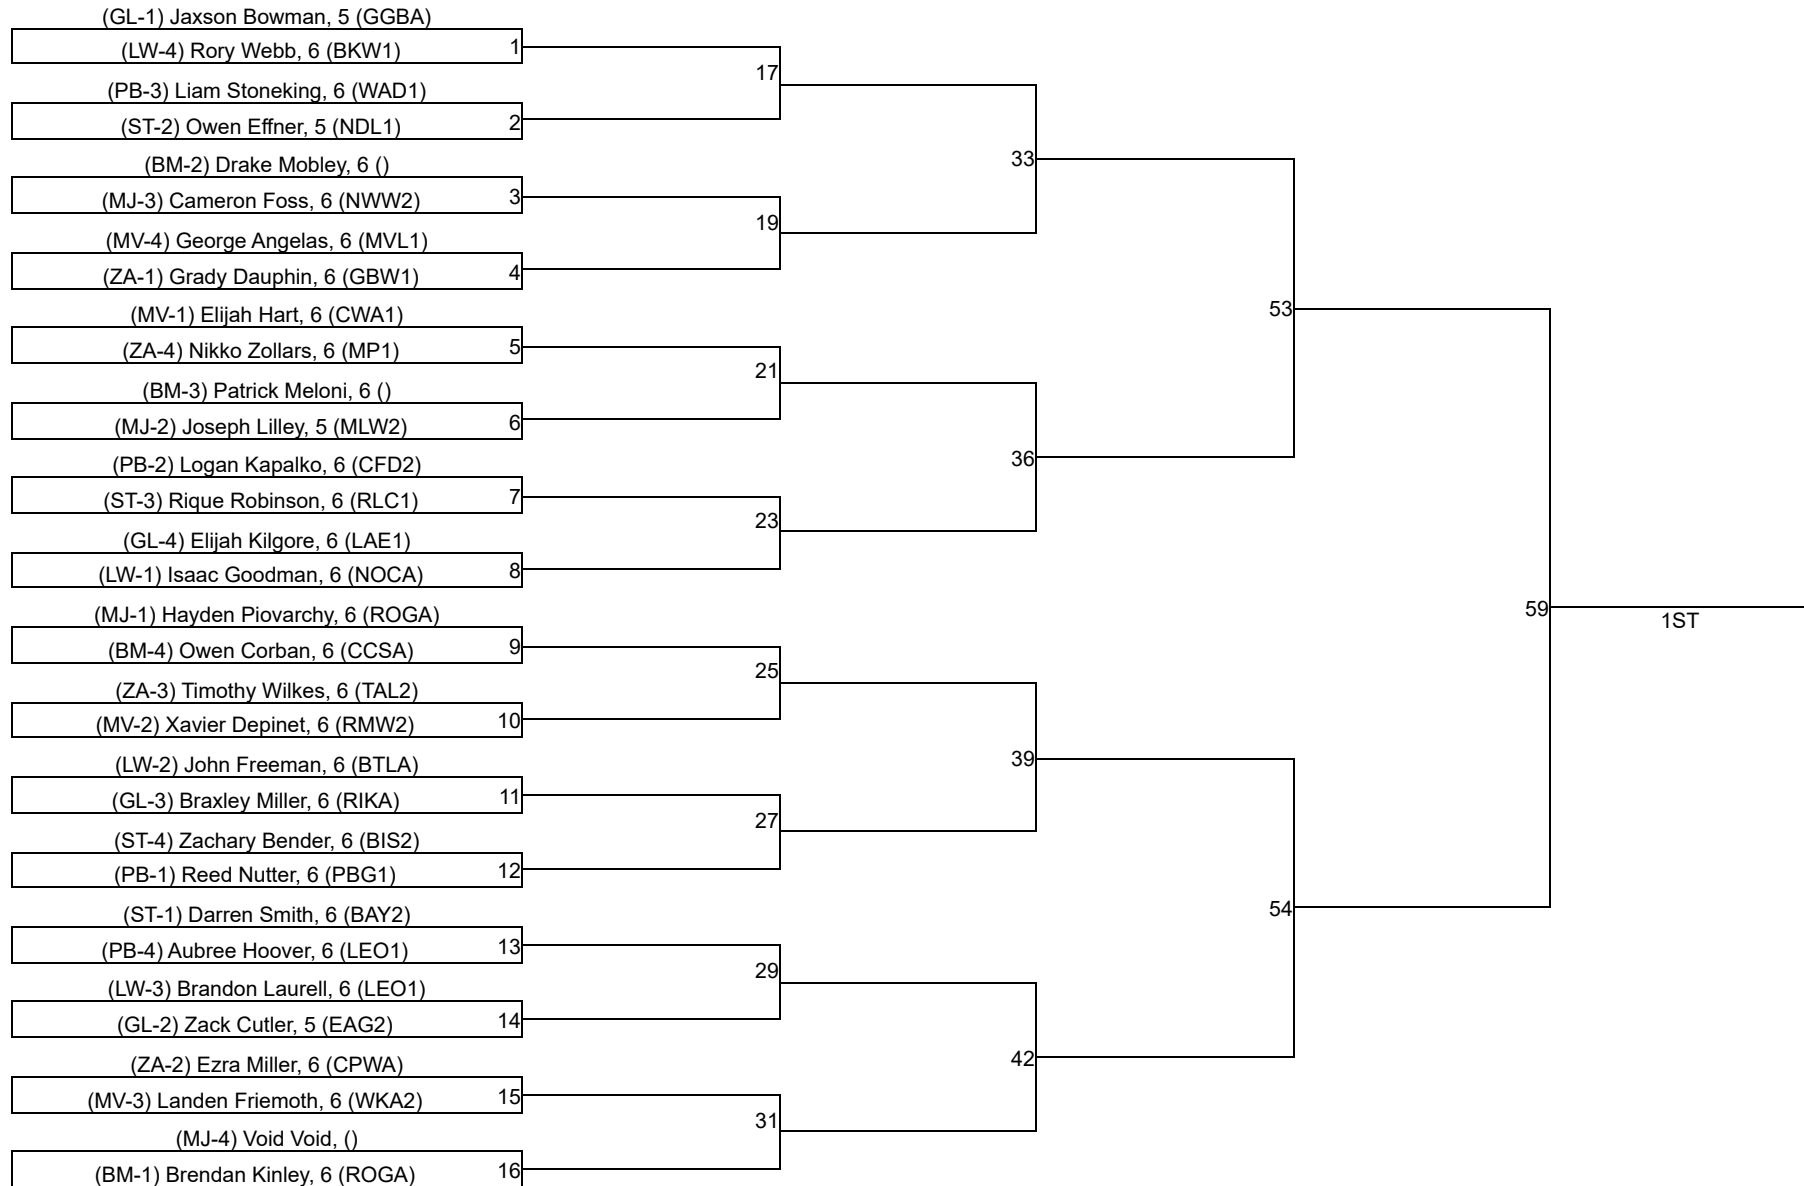 (GL-1) Jaxson Bowman, 5 (GGBA)
(LW-4) Rory Webb, 6 (BKW1)
1
17
(PB-3) Liam Stoneking, 6 (WAD1)
(ST-2) Owen Effner, 5 (NDL1)
2
33
(BM-2) Drake Mobley, 6 ()
(MJ-3) Cameron Foss, 6 (NWW2)
3
19
(MV-4) George Angelas, 6 (MVL1)
(ZA-1) Grady Dauphin, 6 (GBW1)
4
53
(MV-1) Elijah Hart, 6 (CWA1)
(ZA-4) Nikko Zollars, 6 (MP1)
5
21
(BM-3) Patrick Meloni, 6 ()
(MJ-2) Joseph Lilley, 5 (MLW2)
6
36
(PB-2) Logan Kapalko, 6 (CFD2)
(ST-3) Rique Robinson, 6 (RLC1)
7
23
(GL-4) Elijah Kilgore, 6 (LAE1)
(LW-1) Isaac Goodman, 6 (NOCA)
8
59
1ST
(MJ-1) Hayden Piovarchy, 6 (ROGA)
(BM-4) Owen Corban, 6 (CCSA)
9
25
(ZA-3) Timothy Wilkes, 6 (TAL2)
(MV-2) Xavier Depinet, 6 (RMW2)
10
39
(LW-2) John Freeman, 6 (BTLA)
(GL-3) Braxley Miller, 6 (RIKA)
11
27
(ST-4) Zachary Bender, 6 (BIS2)
(PB-1) Reed Nutter, 6 (PBG1)
12
54
(ST-1) Darren Smith, 6 (BAY2)
(PB-4) Aubree Hoover, 6 (LEO1)
13
29
(LW-3) Brandon Laurell, 6 (LEO1)
(GL-2) Zack Cutler, 5 (EAG2)
14
42
(ZA-2) Ezra Miller, 6 (CPWA)
(MV-3) Landen Friemoth, 6 (WKA2)
15
31
(MJ-4) Void Void, ()
(BM-1) Brendan Kinley, 6 (ROGA)
16